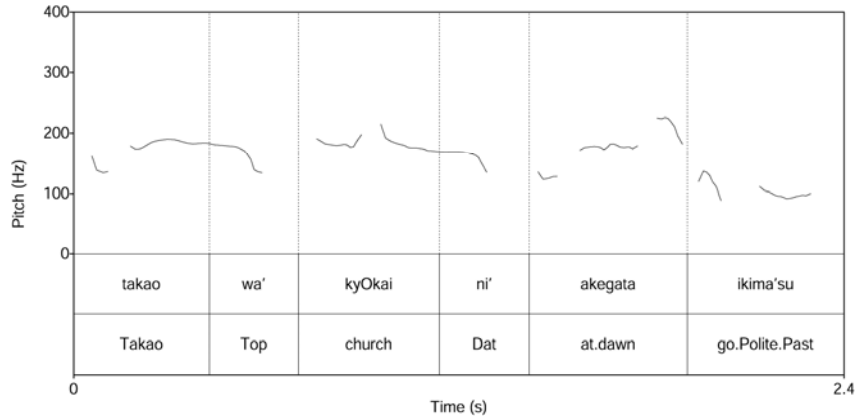 400
300
200
100
0
Pitch (Hz)
takao wa′ kyOkai ni′ akegata ikima′su
Takao Top church Dat at.dawn go.Polite.Past
0 2.4
Time (s)